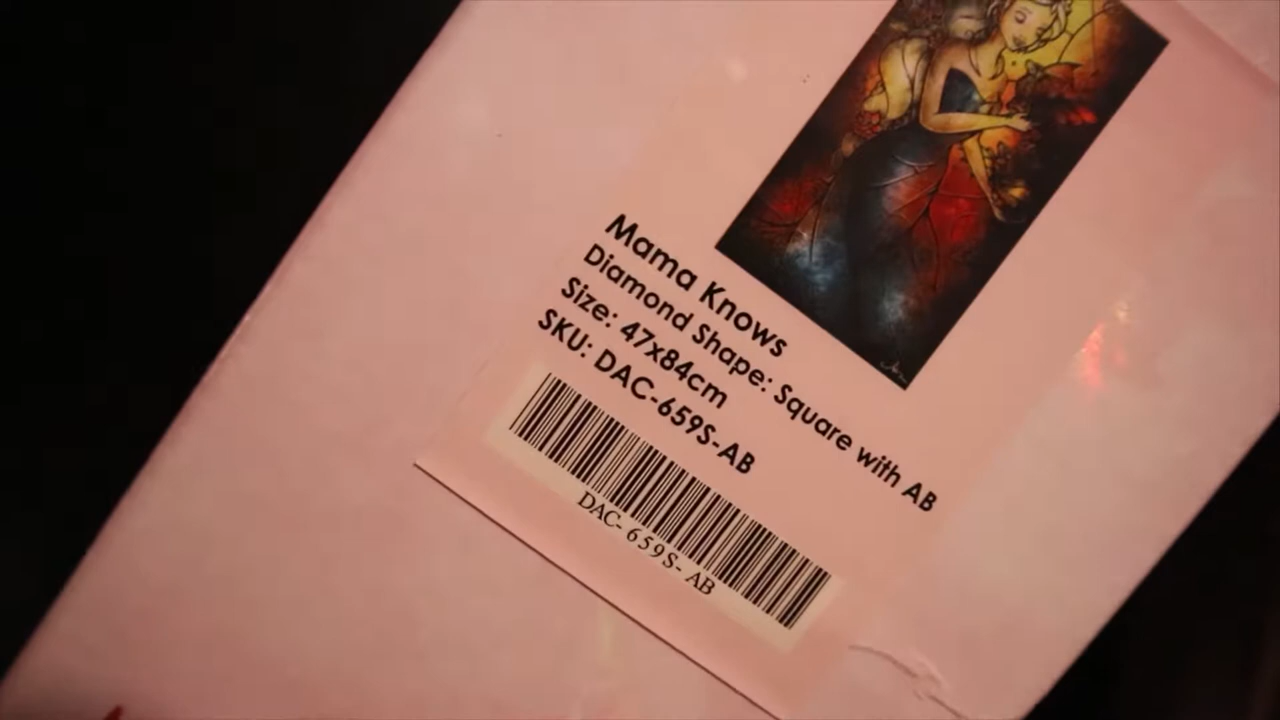 Mama Knows
Diamond Shape: Square with AB
Size: 47x84cm
SKU: DAC-659S-AB
DAC- 659S- AB